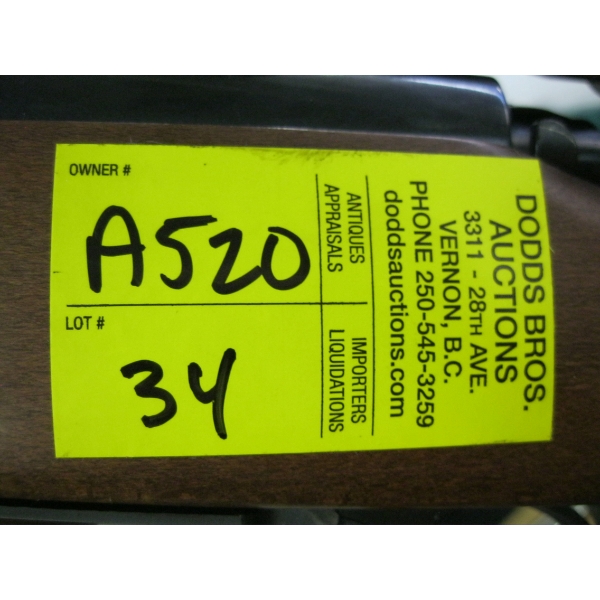 OWNER #
A520
LOT #
34
ANTIQUES
APPRAISALS
IMPORTERS
LIQUIDATIONS
DODDS BROS.
AUCTIONS
3311 - 28TH AVE.
VERNON, B.C.
PHONE 250-545-3259
doddsauctions.com